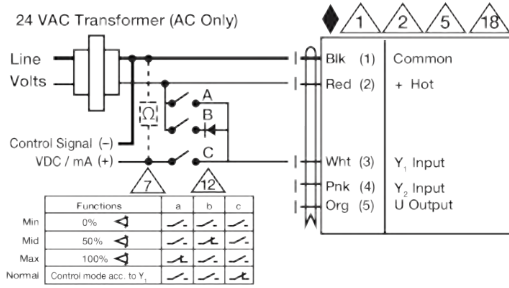 24 VAC Transformer (AC Only)
1 2 5 18
Line
Volts
Blk (1) Common
Red (2) + Hot
A
B
C
Ω
Control Signal (–)
VDC / mA (+)
Wht (3) Y1 Input
Pnk (4) Y2 Input
Org (5) U Output
7 12
Functions a b c
Min 0%
Mid 50%
Max 100%
Normal Control mode acc. to Y1